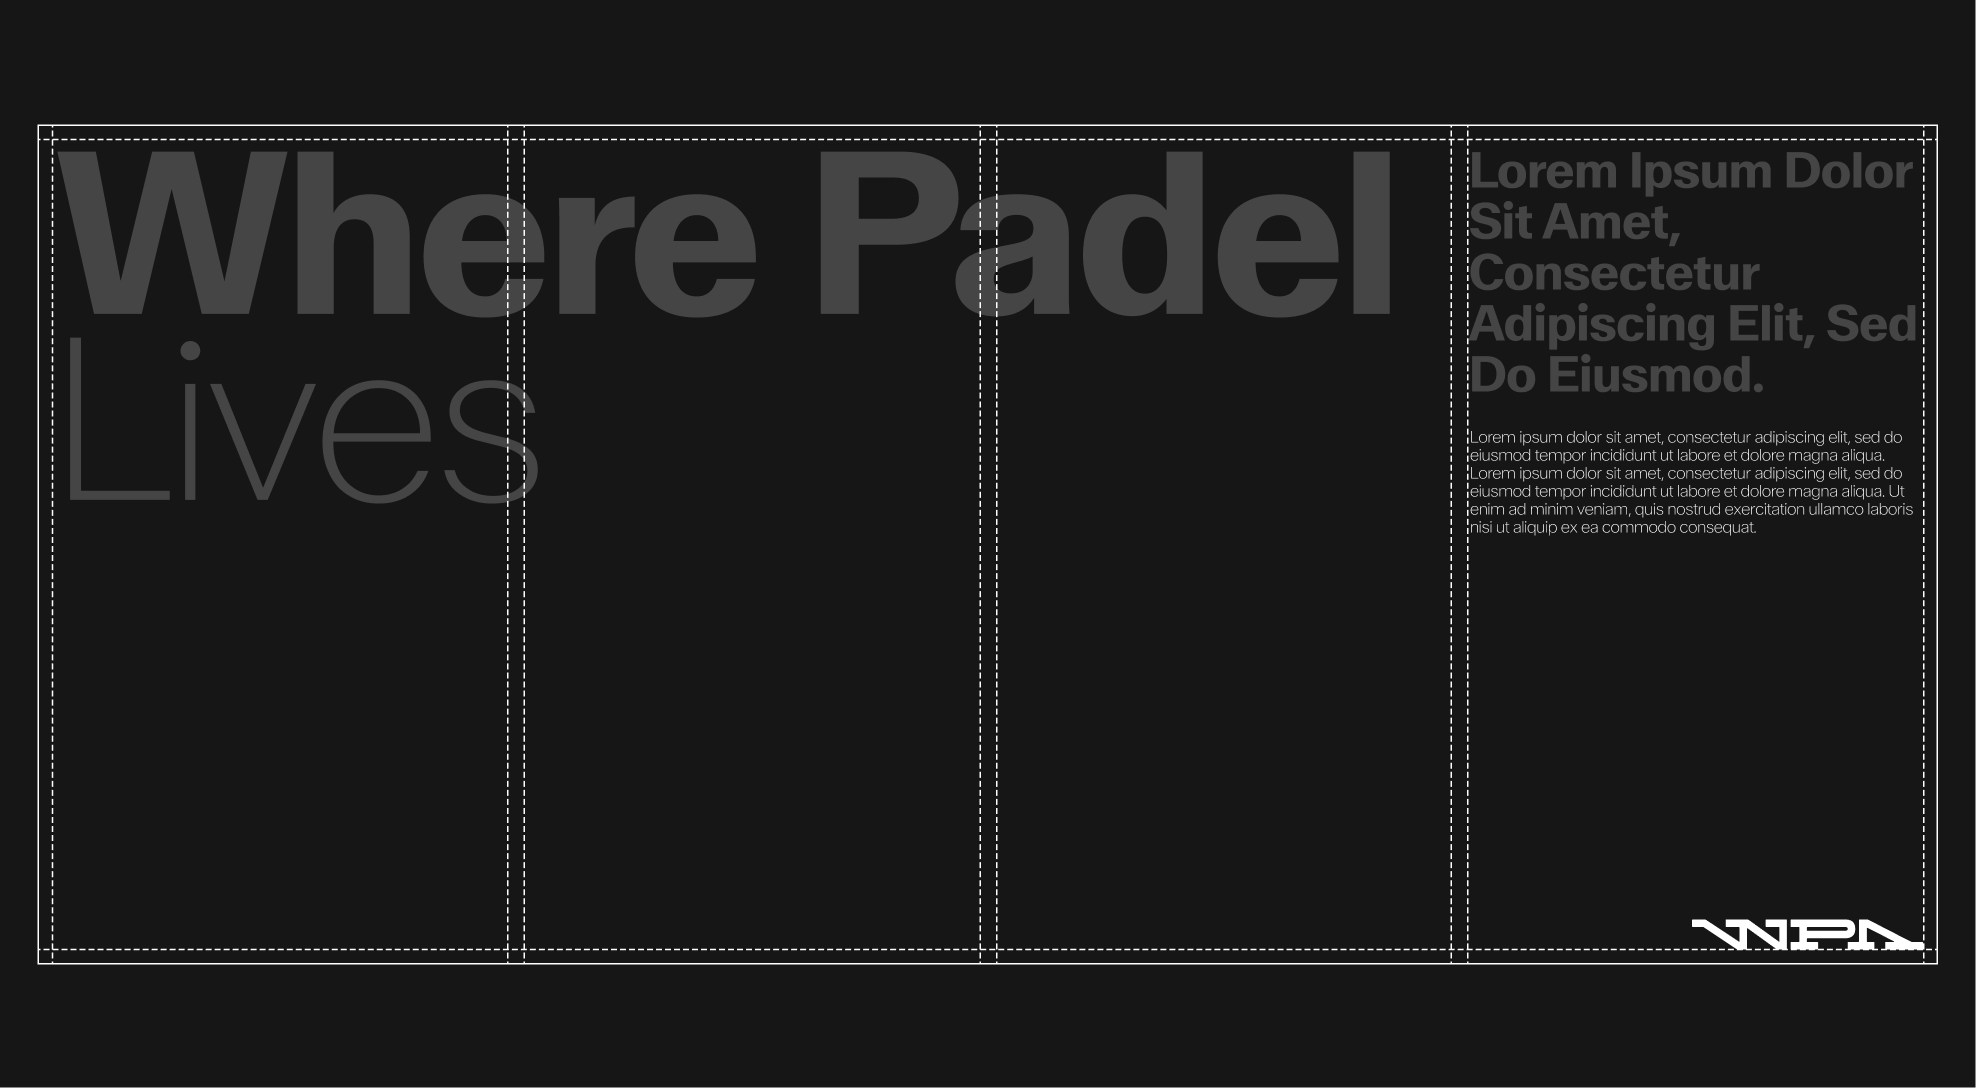 Where Padel
Lives
Lorem Ipsum Dolor
Sit Amet,
Consectetur
Adipiscing Elit, Sed
Do Eiusmod.
Lorem ipsum dolor sit amet, consectetur adipiscing elit, sed do
eiusmod tempor incididunt ut labore et dolore magna aliqua.
Lorem ipsum dolor sit amet, consectetur adipiscing elit, sed do
eiusmod tempor incididunt ut labore et dolore magna aliqua. Ut
enim ad minim veniam, quis nostrud exercitation ullamco laboris
nisi ut aliquip ex ea commodo consequat.
WPA